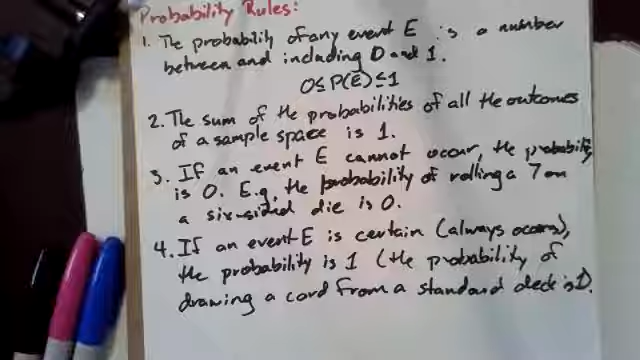 Probability Rules:
1. The probability of any event E is a number
between and including 0 and 1.
0≤P(E)≤1
2. The sum of the probabilities of all the outcomes
of a sample space is 1.
3. If an event E cannot occur, the probability
is 0. E.g. the probability of rolling a 7 on
a six-sided die is 0.
4. If an event E is certain (always occurs),
the probability is 1 (the probability of
drawing a card from a standard deck is 1).